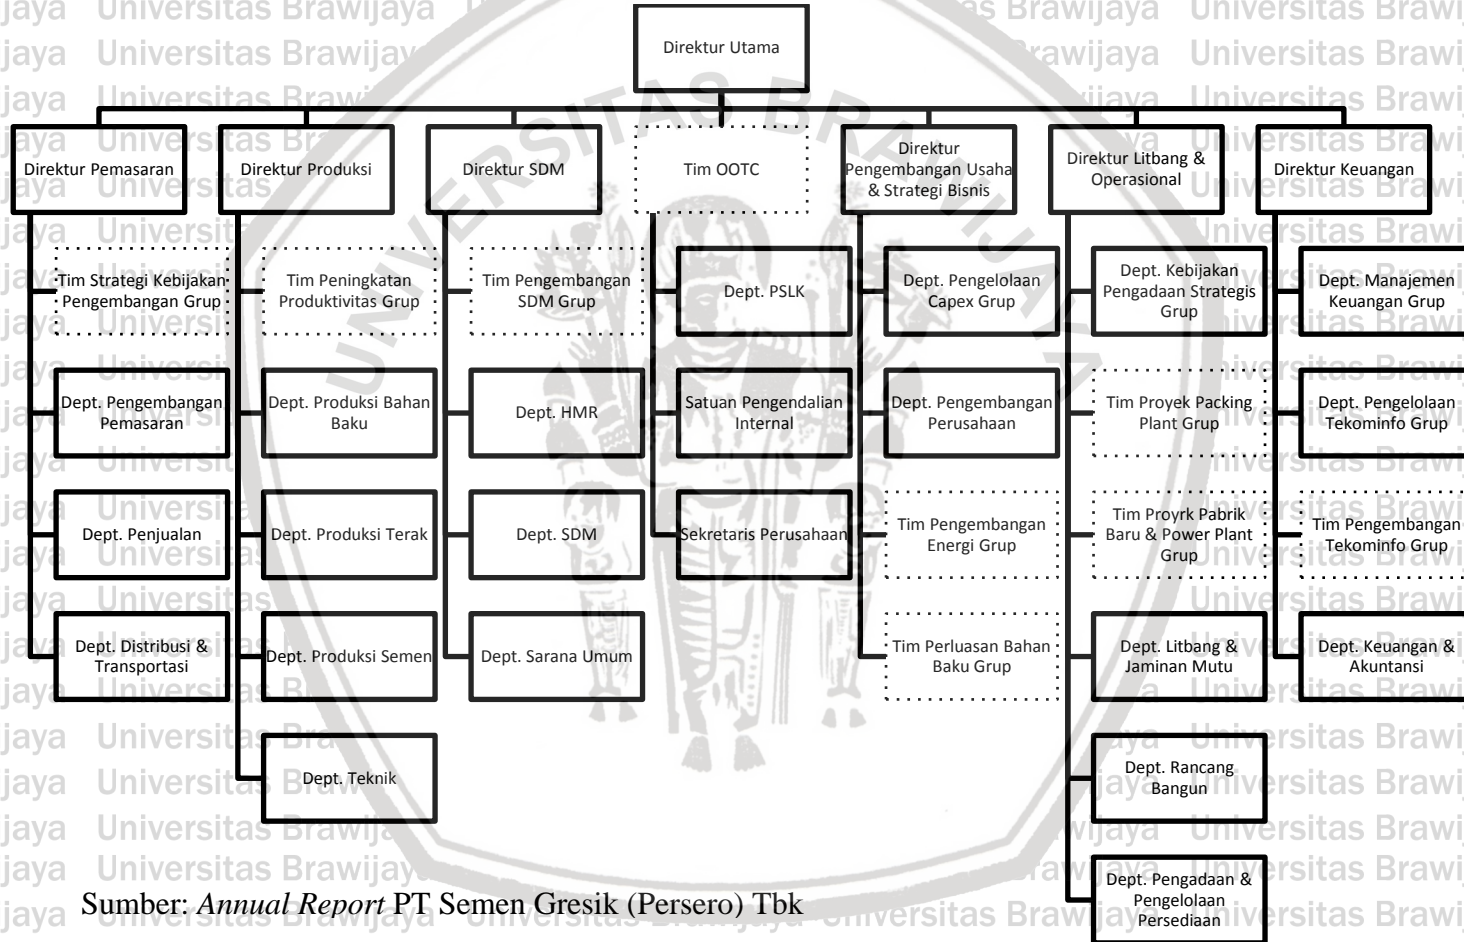 Direktur Utama
Direktur Pemasaran
Direktur Produksi
Direktur SDM
Tim OOTC
Direktur
Pengembangan Usaha
& Strategi Bisnis
Direktur Litbang &
Operasional
Direktur Keuangan
Tim Strategi Kebijakan
Pengembangan Grup
Dept. Pengembangan
Pemasaran
Dept. Penjualan
Dept. Distribusi &
Transportasi
Tim Peningkatan
Produktivitas Grup
Dept. Produksi Bahan
Baku
Dept. Produksi Terak
Dept. Produksi Semen
Dept. Teknik
Tim Pengembangan
SDM Grup
Dept. HMR
Dept. SDM
Dept. Sarana Umum
Dept. PSLK
Satuan Pengendalian
Internal
Sekretaris Perusahaan
Dept. Pengelolaan
Capex Grup
Dept. Pengembangan
Perusahaan
Tim Pengembangan
Energi Grup
Tim Perluasan Bahan
Baku Grup
Dept. Kebijakan
Pengadaan Strategis
Grup
Tim Proyek Packing
Plant Grup
Tim Proyrk Pabrik
Baru & Power Plant
Grup
Dept. Litbang &
Jaminan Mutu
Dept. Rancang
Bangun
Dept. Pengadaan &
Pengelolaan
Persediaan
Dept. Manajemen
Keuangan Grup
Dept. Pengelolaan
Tekominfo Grup
Tim Pengembangan
Tekominfo Grup
Dept. Keuangan &
Akuntansi
Sumber: Annual Report PT Semen Gresik (Persero) Tbk
UNIVERSITAS BRAWIJAYA
Universitas Brawijaya